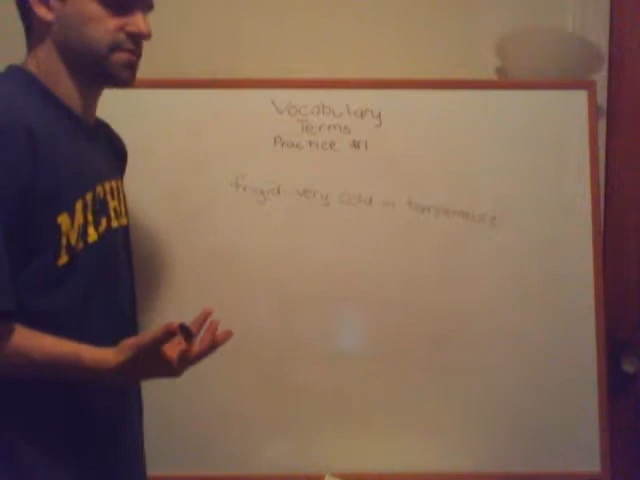 Vocabulary
Terms
Practice #1
frigid: very cold in temperature
MICHI